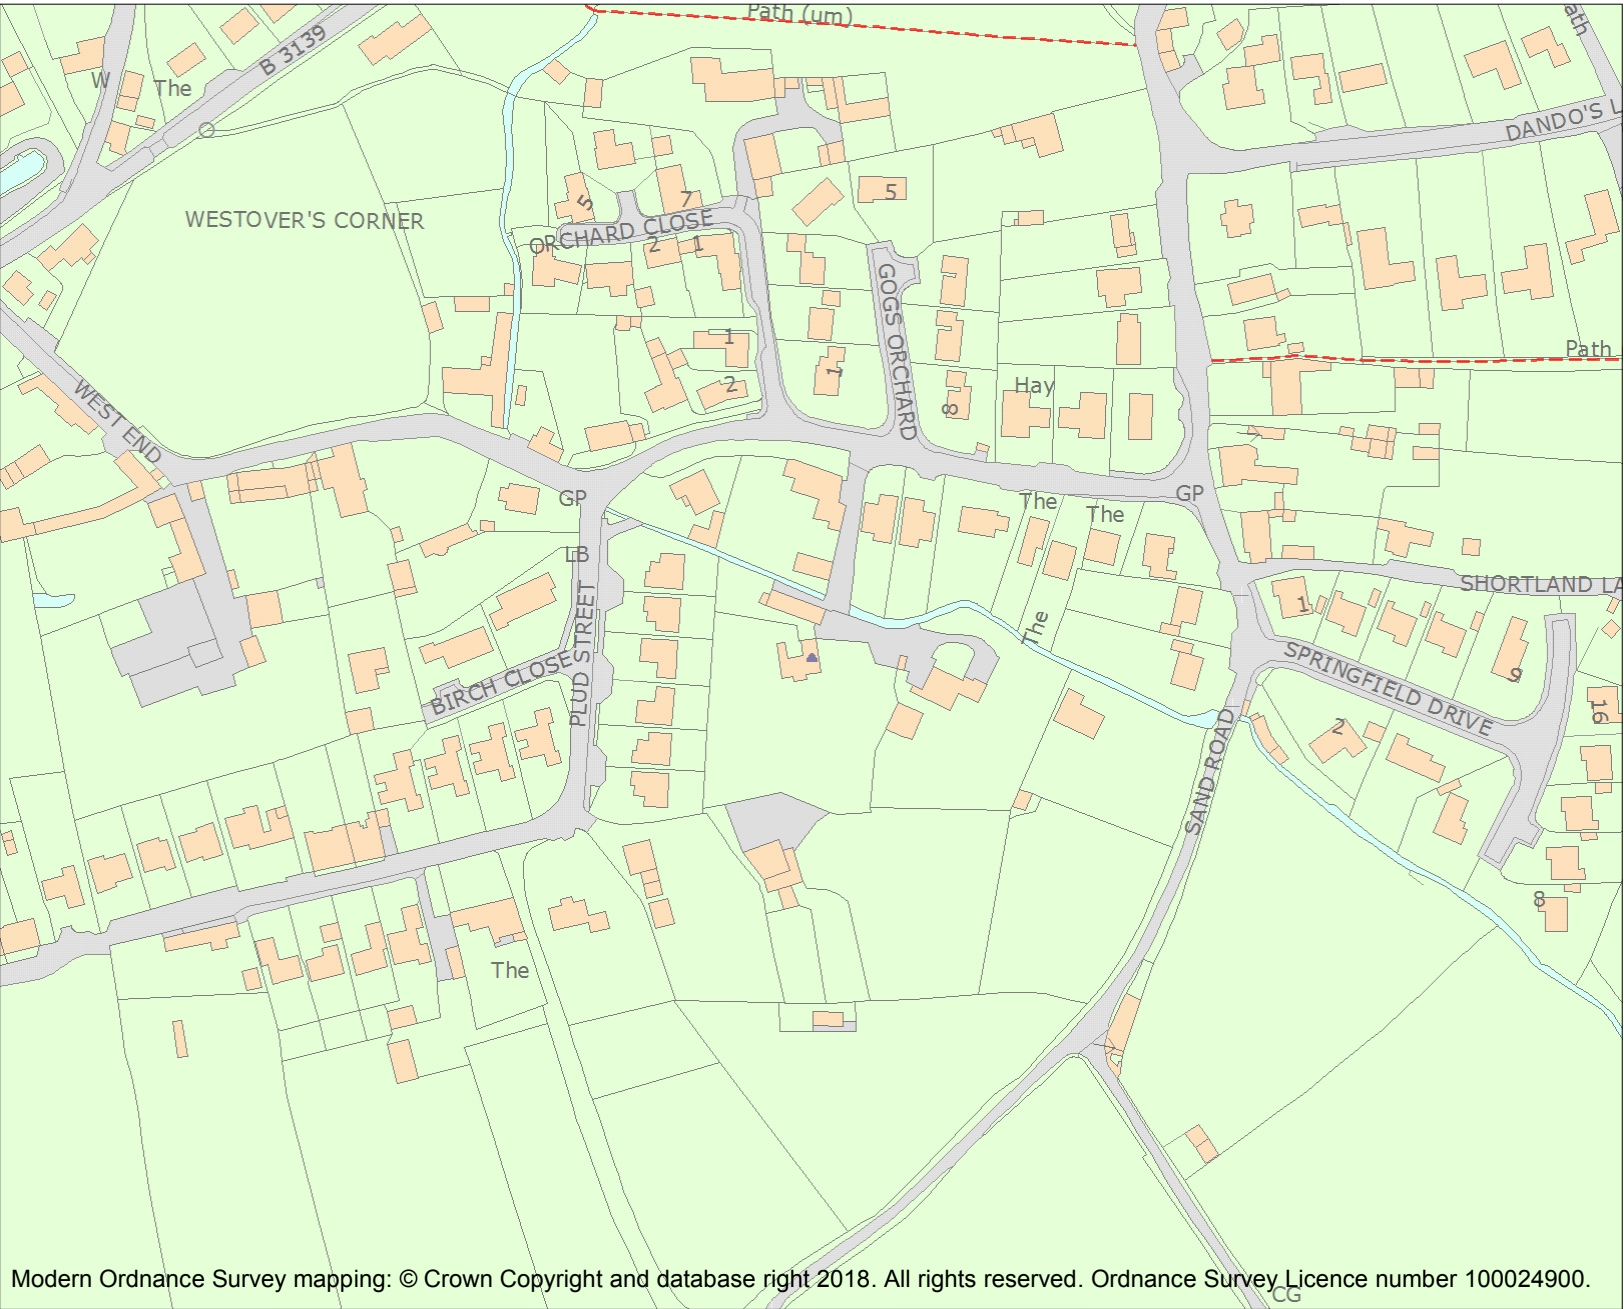 Path (um)
ath
B 3139
W
The
DANDO'S L
5
7
5
WESTOVER'S CORNER
ORCHARD CLOSE
2
1
GOGS ORCHARD
1
2
1
Path
Hay
8
WEST END
GP
The
GP
The
LB
SHORTLAND LA
1
PLUD STREET
The
BIRCH CLOSE
SPRINGFIELD DRIVE
9
16
2
SAND ROAD
8
The
Modern Ordnance Survey mapping: © Crown Copyright and database right 2018. All rights reserved. Ordnance Survey Licence number 100024900.
CG